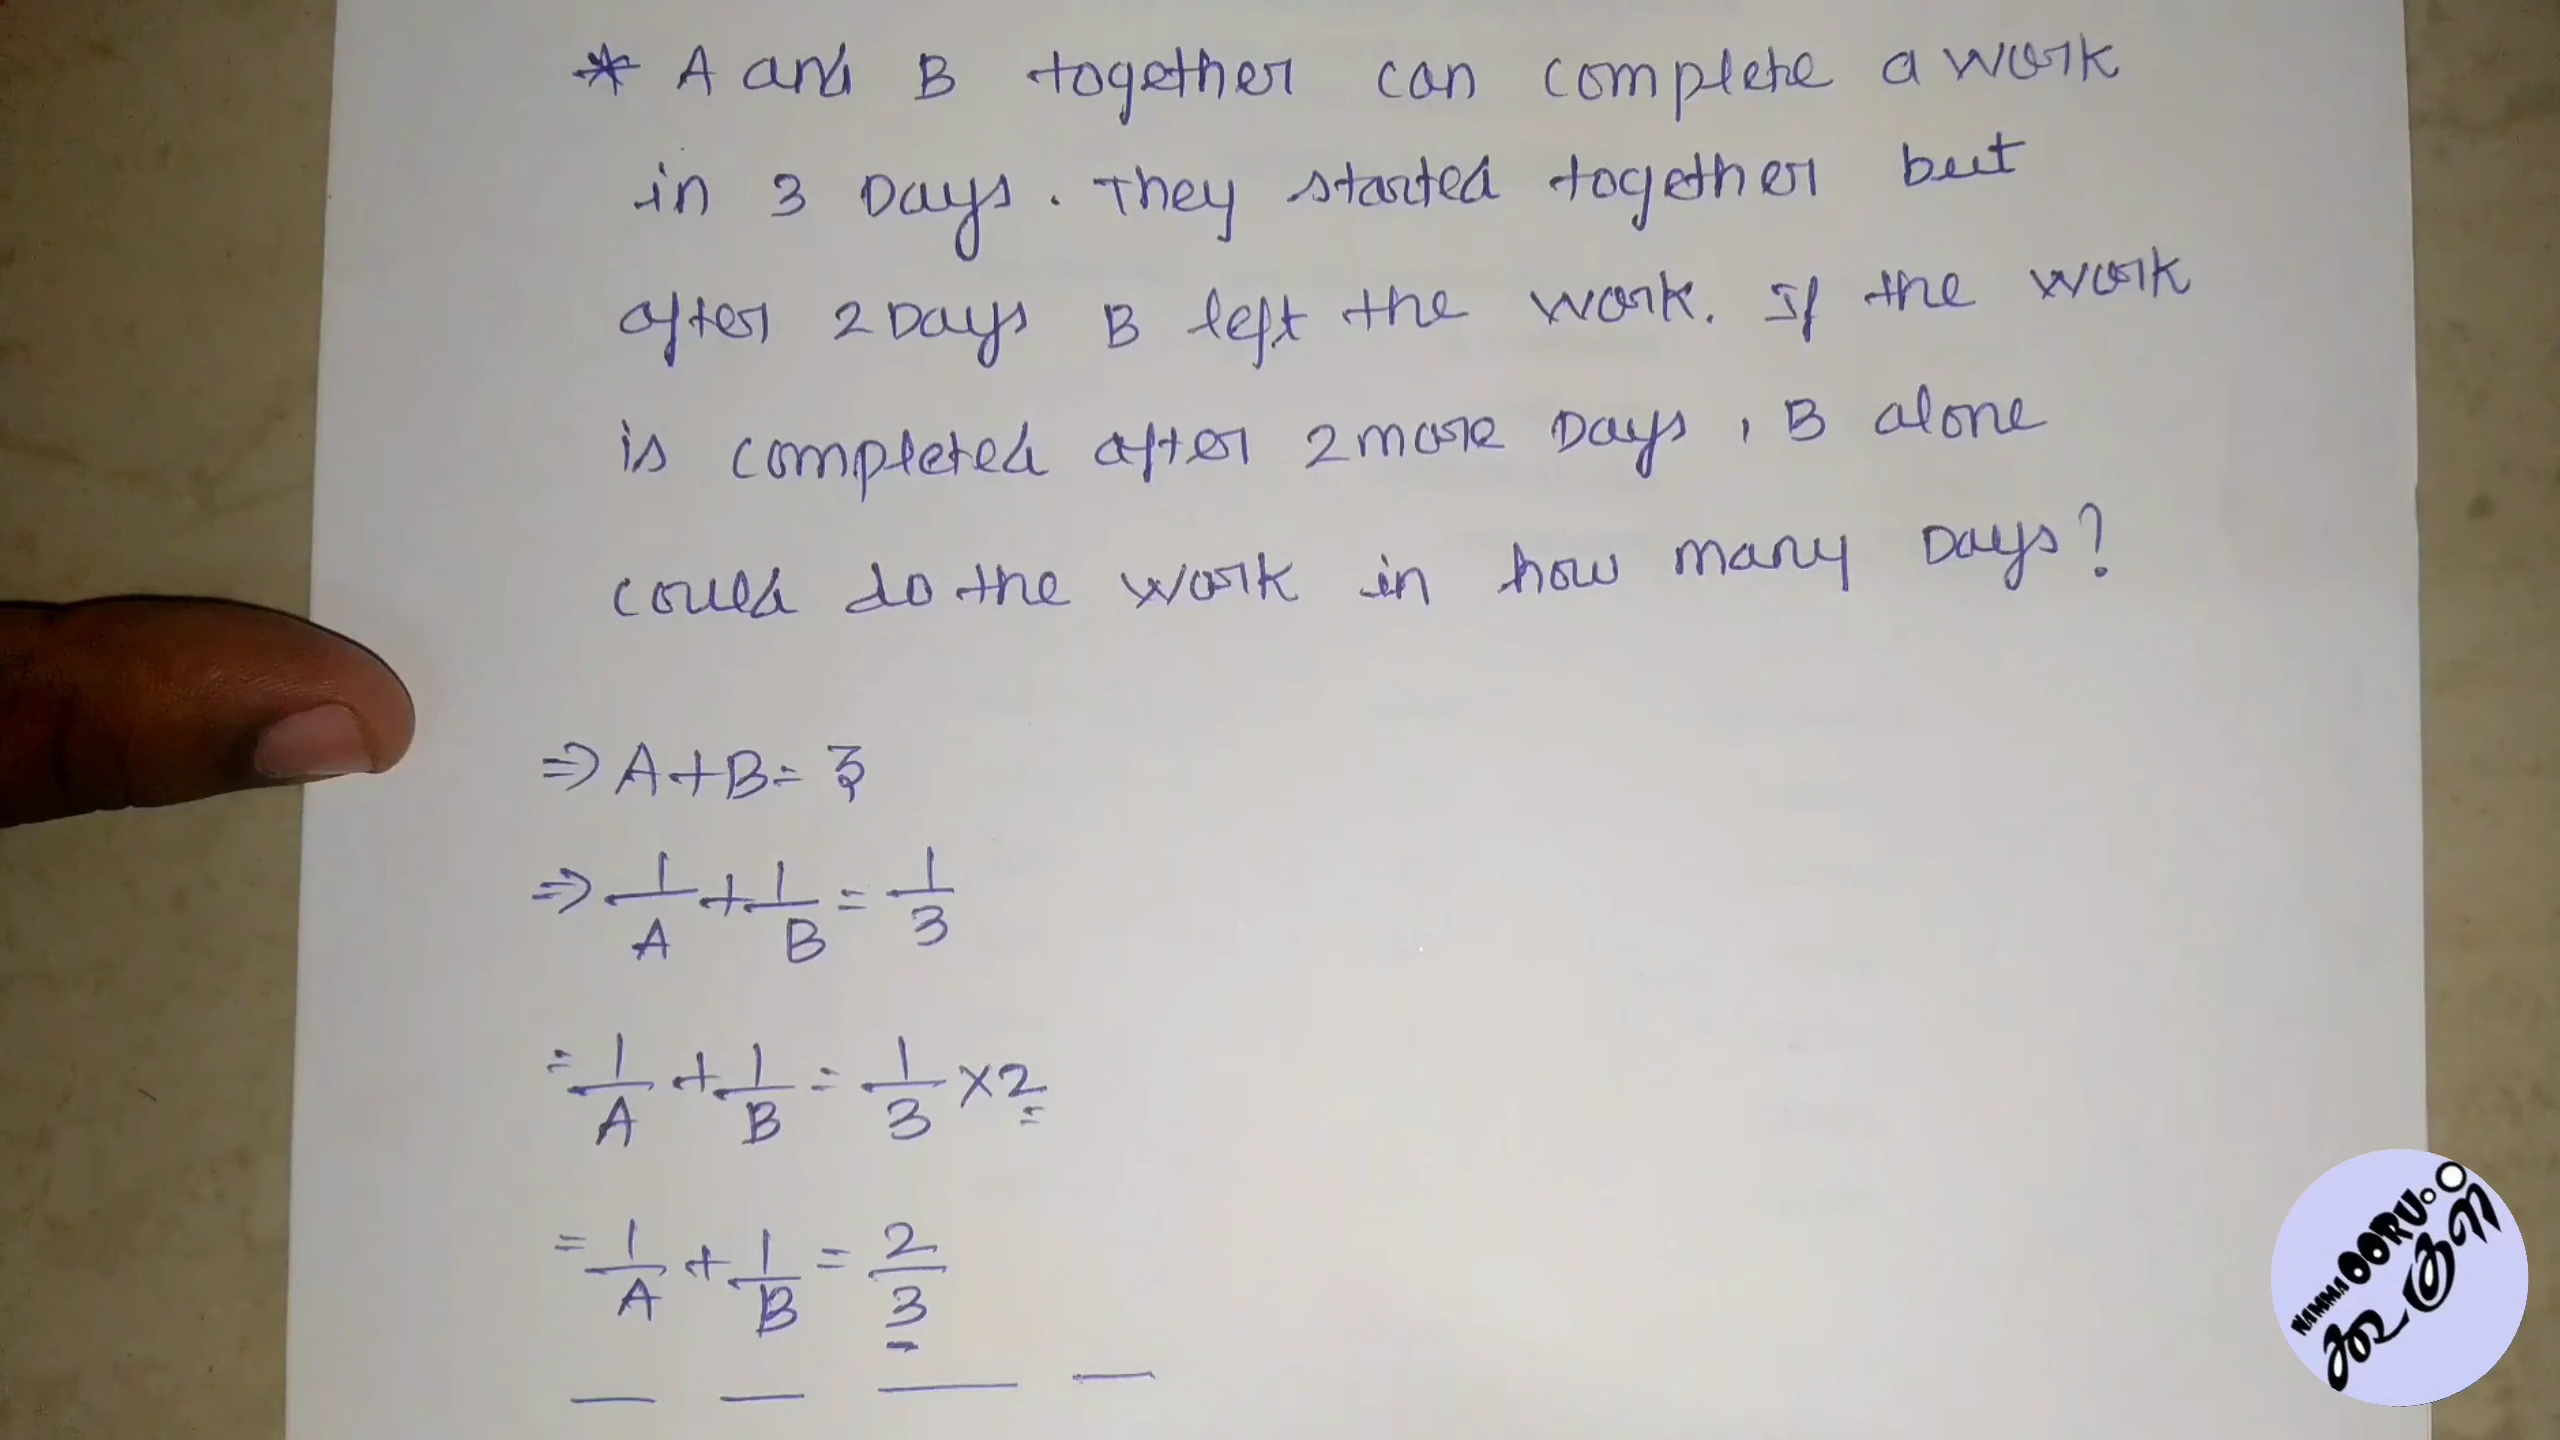 * A and B together can complete a work
in 3 Days. They started together but
after 2 Days B left the work. If the work
is completed after 2 more Days, B alone
could do the work in how many Days?
⇒ A+B= 3
⇒ 1/A + 1/B = 1/3
= 1/A + 1/B = 1/3 × 2
= 1/A + 1/B = 2/3
NAMMA OORU